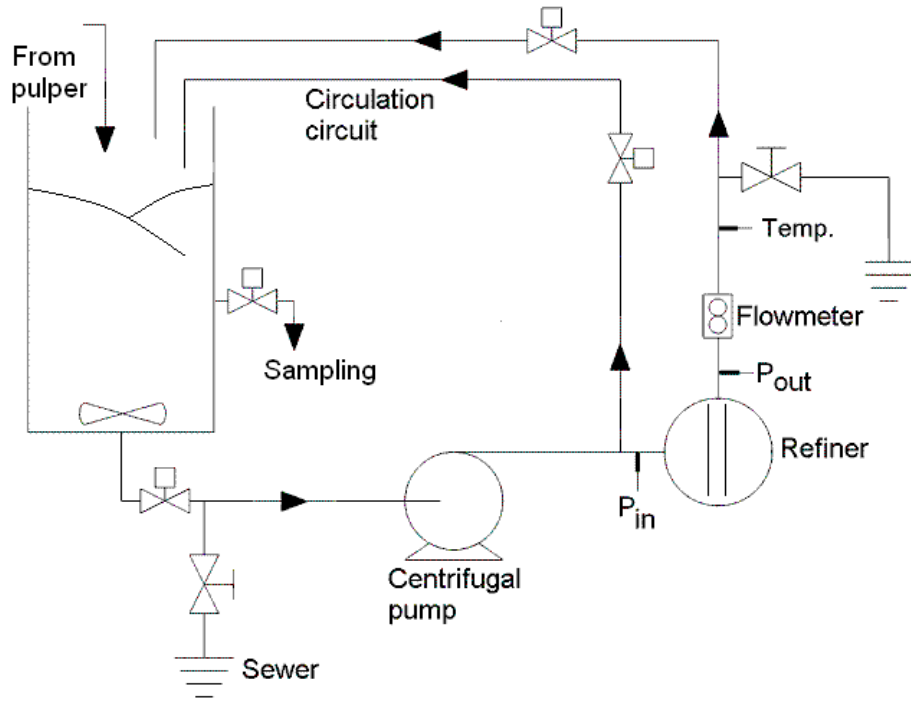 From
pulper
Circulation
circuit
Temp.
Flowmeter
Sampling
Pout
Refiner
Pin
Centrifugal
pump
Sewer